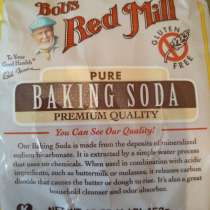 Bob's
Red Mill
To Your
Good Health
GLUTEN
FREE
PURE
BAKING SODA
PREMIUM QUALITY
You Can See Our Quality!
Our Baking Soda is made from the deposits of mineralized
sodium bicarbonate. It is extracted by a simple water process
that uses no chemicals. When used in combination with acidic
ingredients, such as buttermilk or molasses, it releases carbon
dioxide that causes the batter or dough to rise. It is also a great
household cleanser and odor absorber.